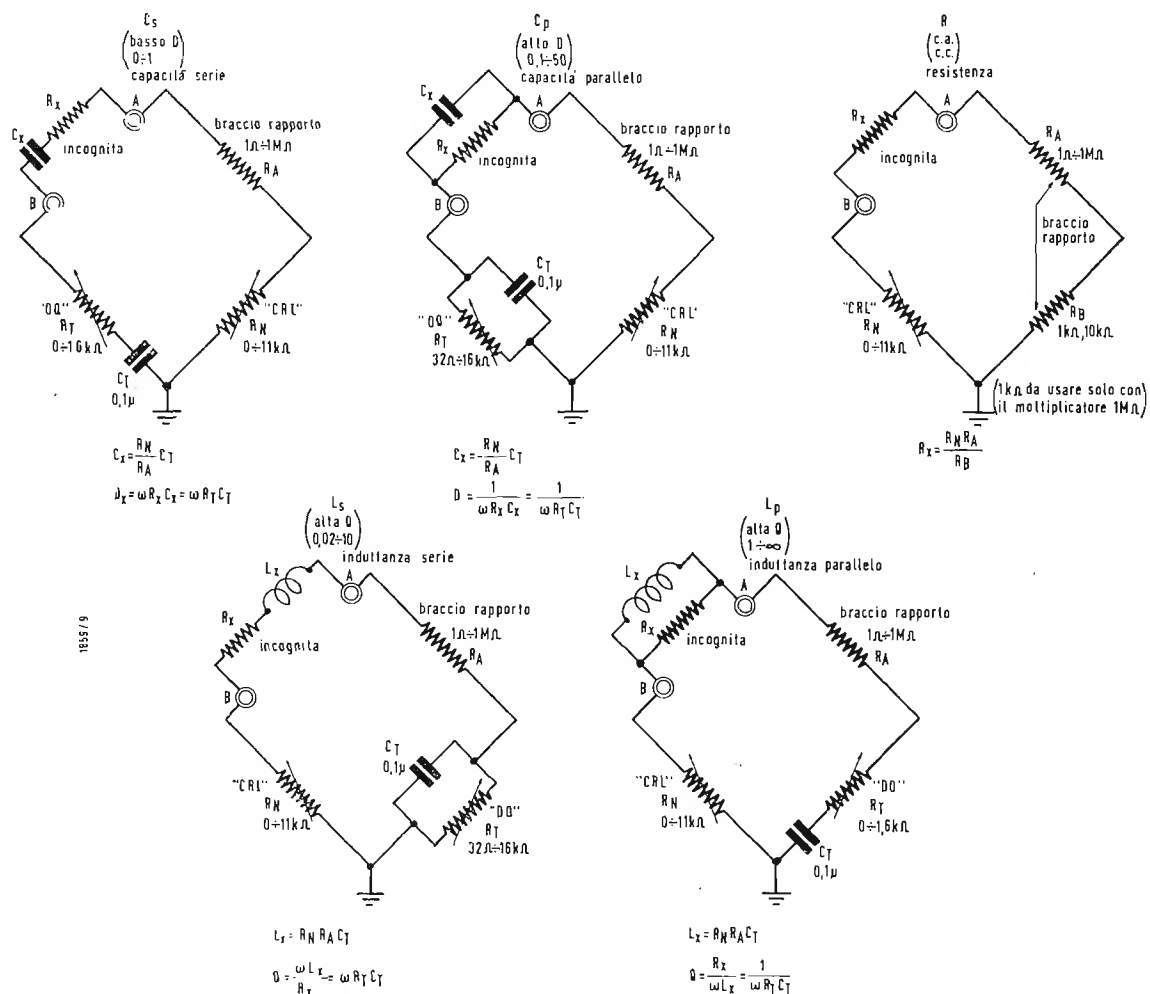 Cs
(basso D
0÷1)
capacità serie
Rx
A
Cx
incognita
braccio rapporto
1Ω÷1MΩ
RA
B
"DQ"
RT
0÷16kΩ
CT
0,1µ
"CRL"
RN
0÷11kΩ
Cx = RN/RA CT
Dx = ωRxCx = ωRTCT
Cp
(alto D
0,1÷50)
capacità parallelo
Cx
A
Rx
incognita
braccio rapporto
1Ω÷1MΩ
RA
B
CT
0,1µ
"DQ"
RT
32Ω÷16kΩ
"CRL"
RN
0÷11kΩ
Cx = RN/RA CT
D = 1/ωRxCx = 1/ωRTCT
R
(c.a.
c.c.)
resistenza
Rx
A
incognita
RA
1Ω÷1MΩ
B
braccio
rapporto
"CRL"
RN
0÷11kΩ
RB
1kΩ,10kΩ
(1kΩ da usare solo con
il moltiplicatore 1MΩ)
Rx = RNRA/RB
Ls
(alta Q
0,02÷10)
induttanza serie
Lx
A
Rx
incognita
braccio rapporto
1Ω÷1MΩ
RA
B
CT
0,1µ
"CRL"
RN
0÷11kΩ
"DQ"
RT
32Ω÷16kΩ
Lx = RNRACT
Q = ωLx/Rx = ωRTCT
Lp
(alta Q
1÷∞)
induttanza parallelo
Lx
A
Rx
incognita
braccio rapporto
1Ω÷1MΩ
RA
B
"CRL"
RN
0÷11kΩ
"DQ"
RT
0÷1,6kΩ
CT
0,1µ
Lx = RNRACT
Q = Rx/ωLx = 1/ωRTCT